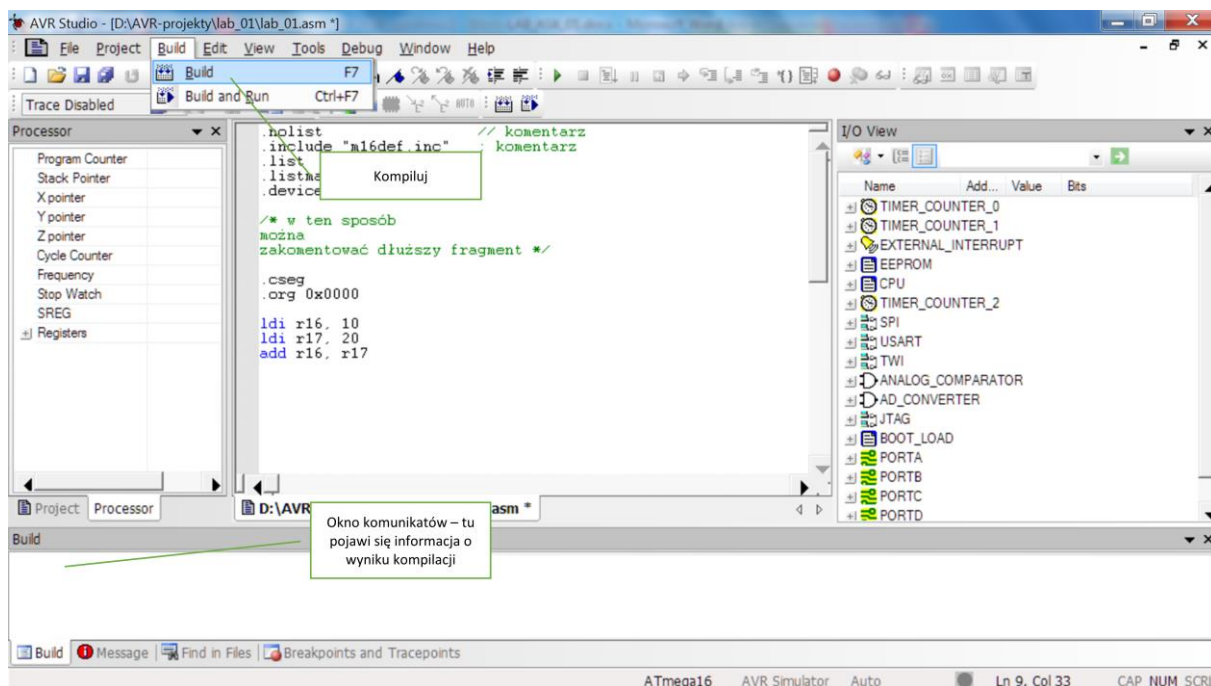 AVR Studio - [D:\AVR-projekty\lab_01\lab_01.asm *]
File Project Build Edit View Tools Debug Window Help
Build F7
Build and Run Ctrl+F7
Trace Disabled
AUTO
Processor
Program Counter
Stack Pointer
X pointer
Y pointer
Z pointer
Cycle Counter
Frequency
Stop Watch
SREG
Registers
Project Processor
.nolist // komentarz
.include "m16def.inc" ; komentarz
.list
.listma
.device
Kompiluj
/* w ten sposób
można
zakomentować dłuższy fragment */
.cseg
.org 0x0000
ldi r16, 10
ldi r17, 20
add r16, r17
D:\AVR
asm *
I/O View
Name Add... Value Bits
TIMER_COUNTER_0
TIMER_COUNTER_1
EXTERNAL_INTERRUPT
EEPROM
CPU
TIMER_COUNTER_2
SPI
USART
TWI
ANALOG_COMPARATOR
AD_CONVERTER
JTAG
BOOT_LOAD
PORTA
PORTB
PORTC
PORTD
Okno komunikatów – tu
pojawi się informacja o
wyniku kompilacji
Build
Build Message Find in Files Breakpoints and Tracepoints
ATmega16 AVR Simulator Auto Ln 9, Col 33 CAP NUM SCRL